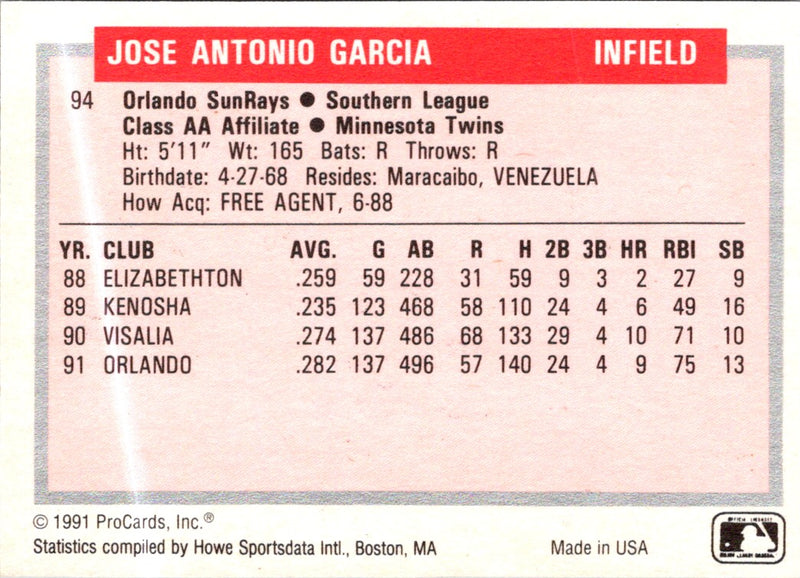 JOSE ANTONIO GARCIA INFIELD
94 Orlando SunRays ● Southern League
Class AA Affiliate ● Minnesota Twins
Ht: 5'11" Wt: 165 Bats: R Throws: R
Birthdate: 4-27-68 Resides: Maracaibo, VENEZUELA
How Acq: FREE AGENT, 6-88
YR. CLUB AVG. G AB R H 2B 3B HR RBI SB
88 ELIZABETHTON .259 59 228 31 59 9 3 2 27 9
89 KENOSHA .235 123 468 58 110 24 4 6 49 16
90 VISALIA .274 137 486 68 133 29 4 10 71 10
91 ORLANDO .282 137 496 57 140 24 4 9 75 13
© 1991 ProCards, Inc.®
Statistics compiled by Howe Sportsdata Intl., Boston, MA Made in USA